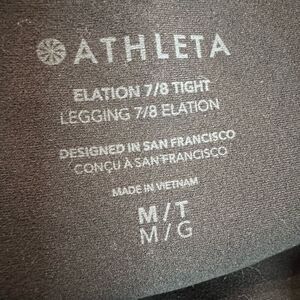 ATHLETA
ELATION 7/8 TIGHT
LEGGING 7/8 ELATION
DESIGNED IN SAN FRANCISCO
CONÇU À SAN FRANCISCO
MADE IN VIETNAM
M/T
M/G